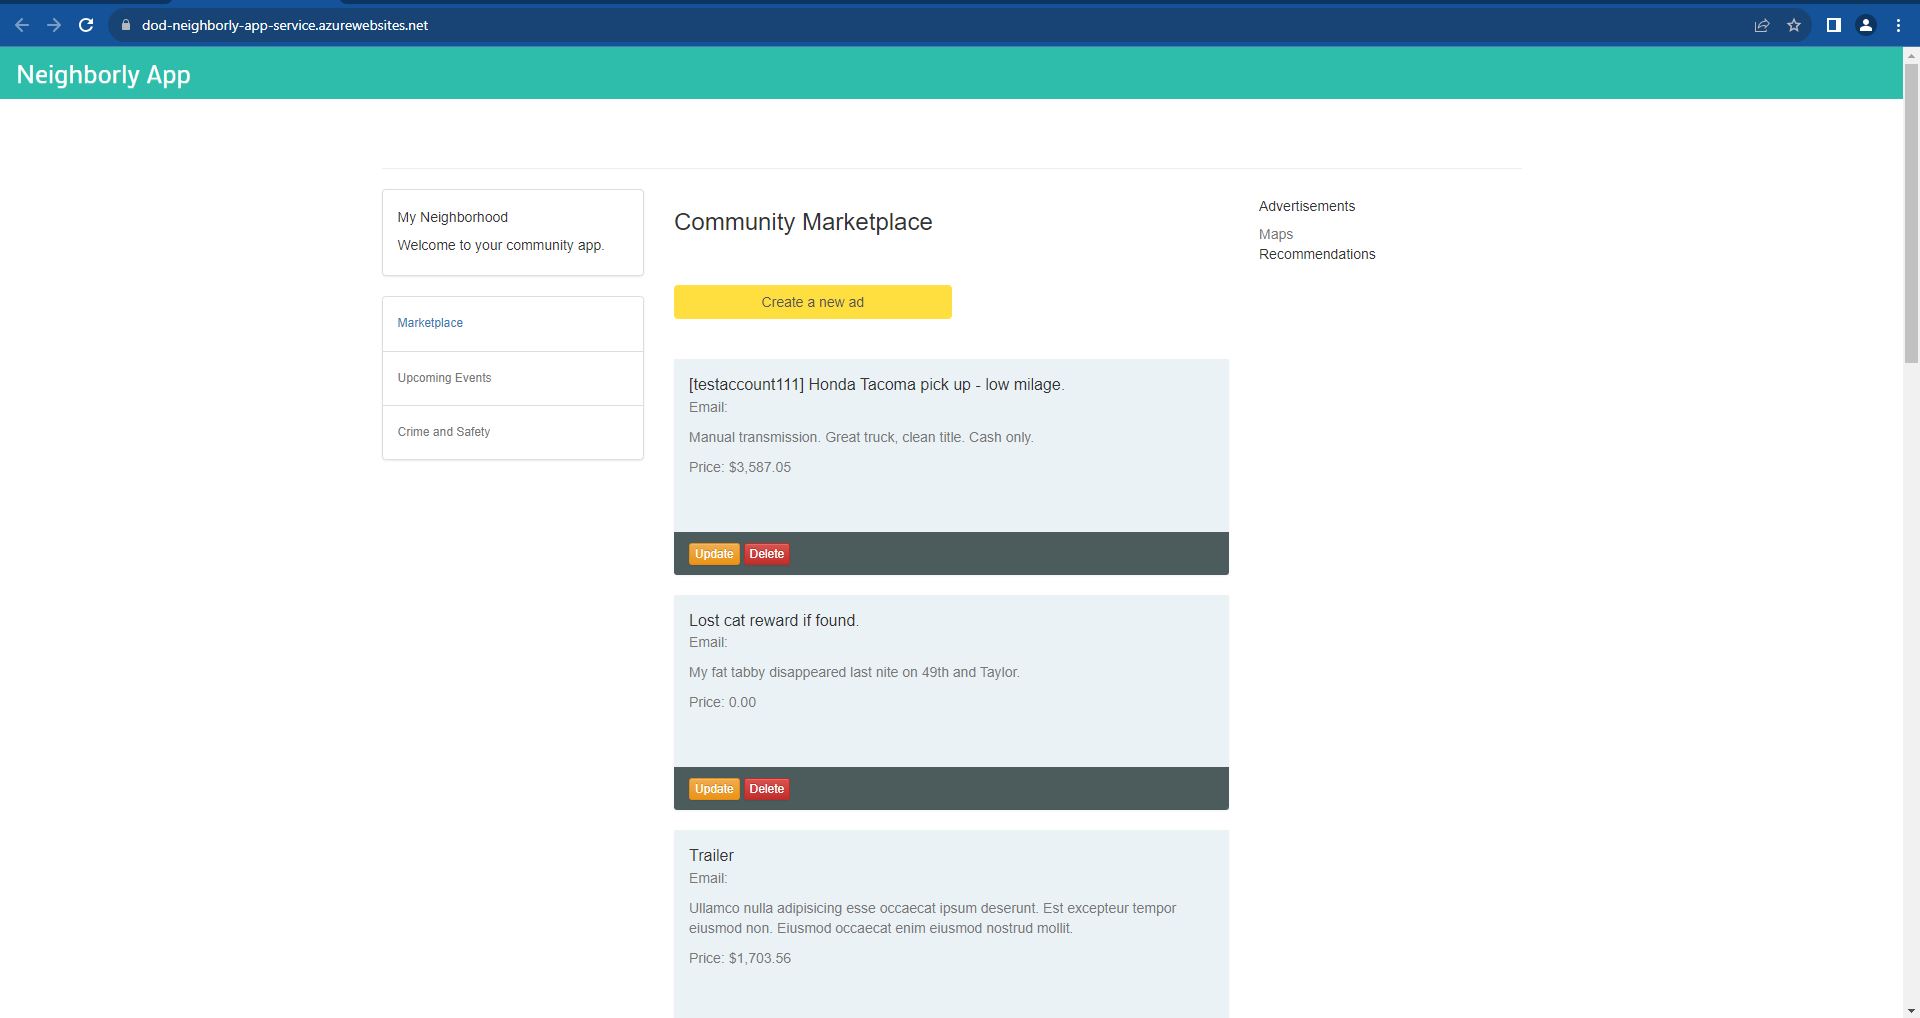 dod-neighborly-app-service.azurewebsites.net
Neighborly App
My Neighborhood
Welcome to your community app.
Marketplace
Upcoming Events
Crime and Safety
Community Marketplace
Create a new ad
[testaccount111] Honda Tacoma pick up - low milage.
Email:
Manual transmission. Great truck, clean title. Cash only.
Price: $3,587.05
Update Delete
Lost cat reward if found.
Email:
My fat tabby disappeared last nite on 49th and Taylor.
Price: 0.00
Update Delete
Trailer
Email:
Ullamco nulla adipisicing esse occaecat ipsum deserunt. Est excepteur tempor
eiusmod non. Eiusmod occaecat enim eiusmod nostrud mollit.
Price: $1,703.56
Advertisements
Maps
Recommendations